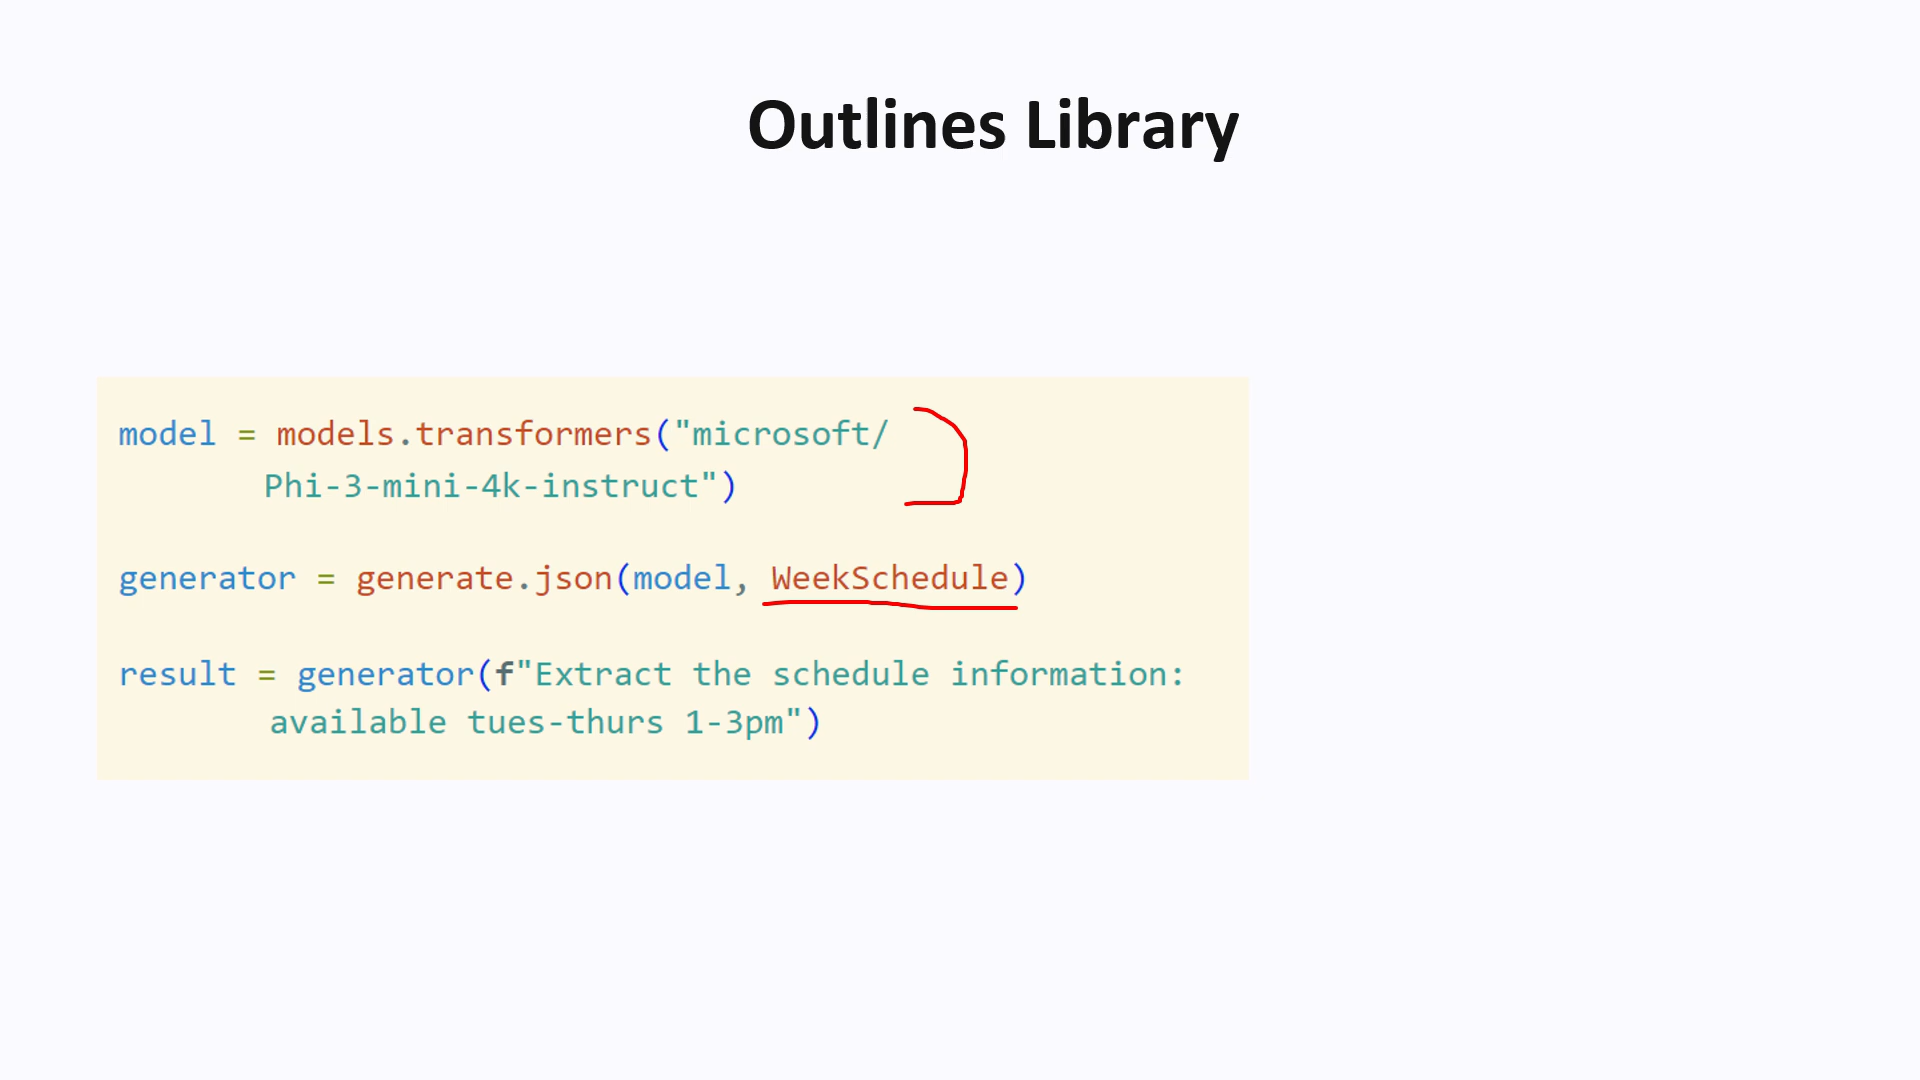 Outlines Library
model = models.transformers("microsoft/
Phi-3-mini-4k-instruct")
generator = generate.json(model, WeekSchedule)
result = generator(f"Extract the schedule information:
available tues-thurs 1-3pm")